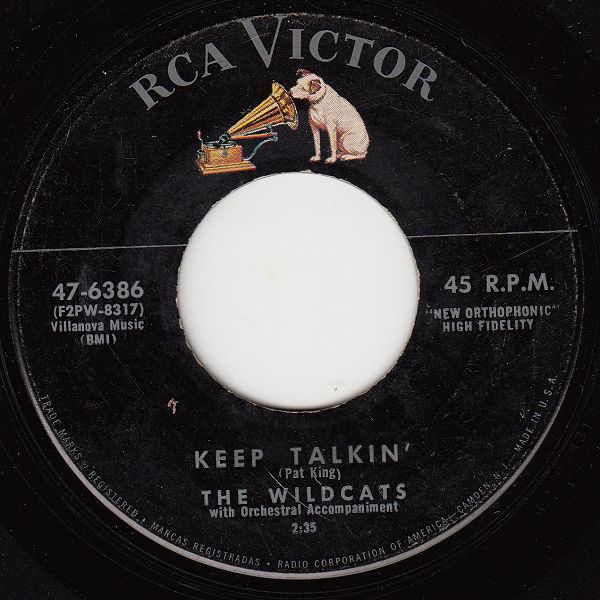 RCA VICTOR
47-6386
(F2PW-8317)
Villanova Music
(BMI)
45 R.P.M.
"NEW ORTHOPHONIC"
HIGH FIDELITY
KEEP TALKIN'
(Pat King)
THE WILDCATS
with Orchestral Accompaniment
2:35
TRADE MARKS ® REGISTERED • MARCAS REGISTRADAS • RADIO CORPORATION OF AMERICA, CAMDEN, N. J. • MADE IN U.S.A.